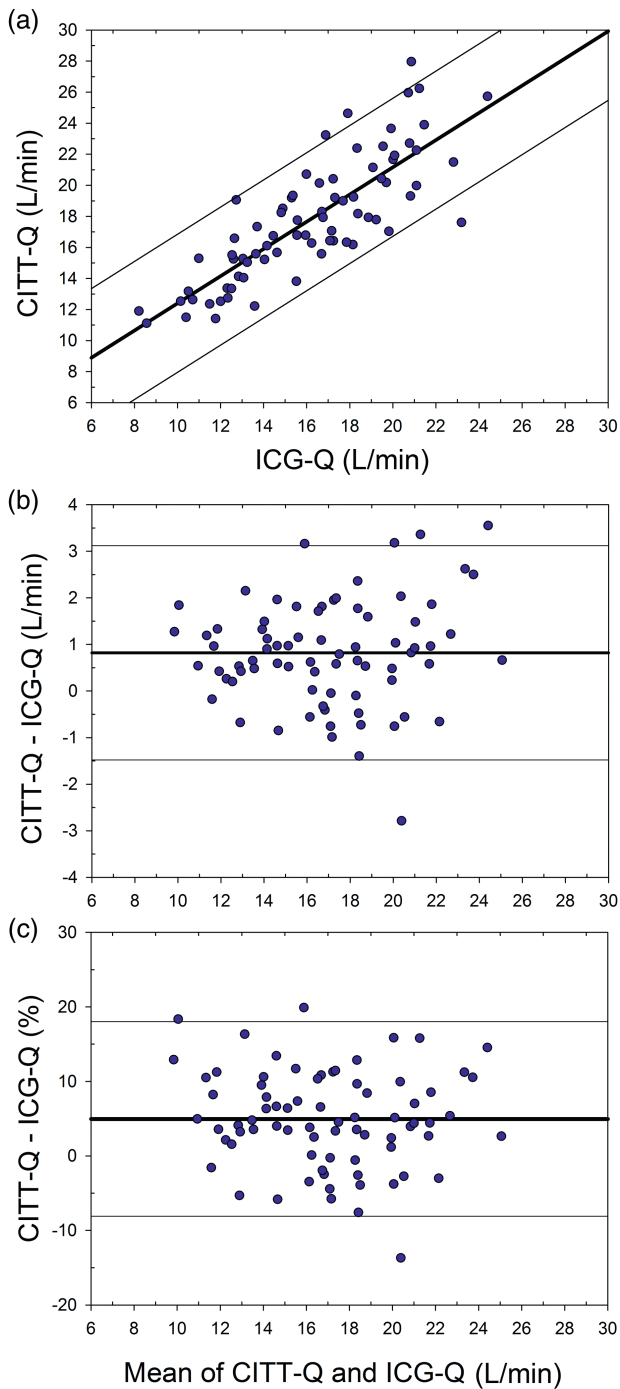 (a)
30
28
26
24
22
20
18
16
14
12
10
8
6
CITT-Q (L/min)
6 8 10 12 14 16 18 20 22 24 26 28 30
ICG-Q (L/min)
(b)
4
3
2
1
0
-1
-2
-3
-4
CITT-Q - ICG-Q (L/min)
6 8 10 12 14 16 18 20 22 24 26 28 30
(c)
30
20
10
0
-10
-20
CITT-Q - ICG-Q (%)
6 8 10 12 14 16 18 20 22 24 26 28 30
Mean of CITT-Q and ICG-Q (L/min)